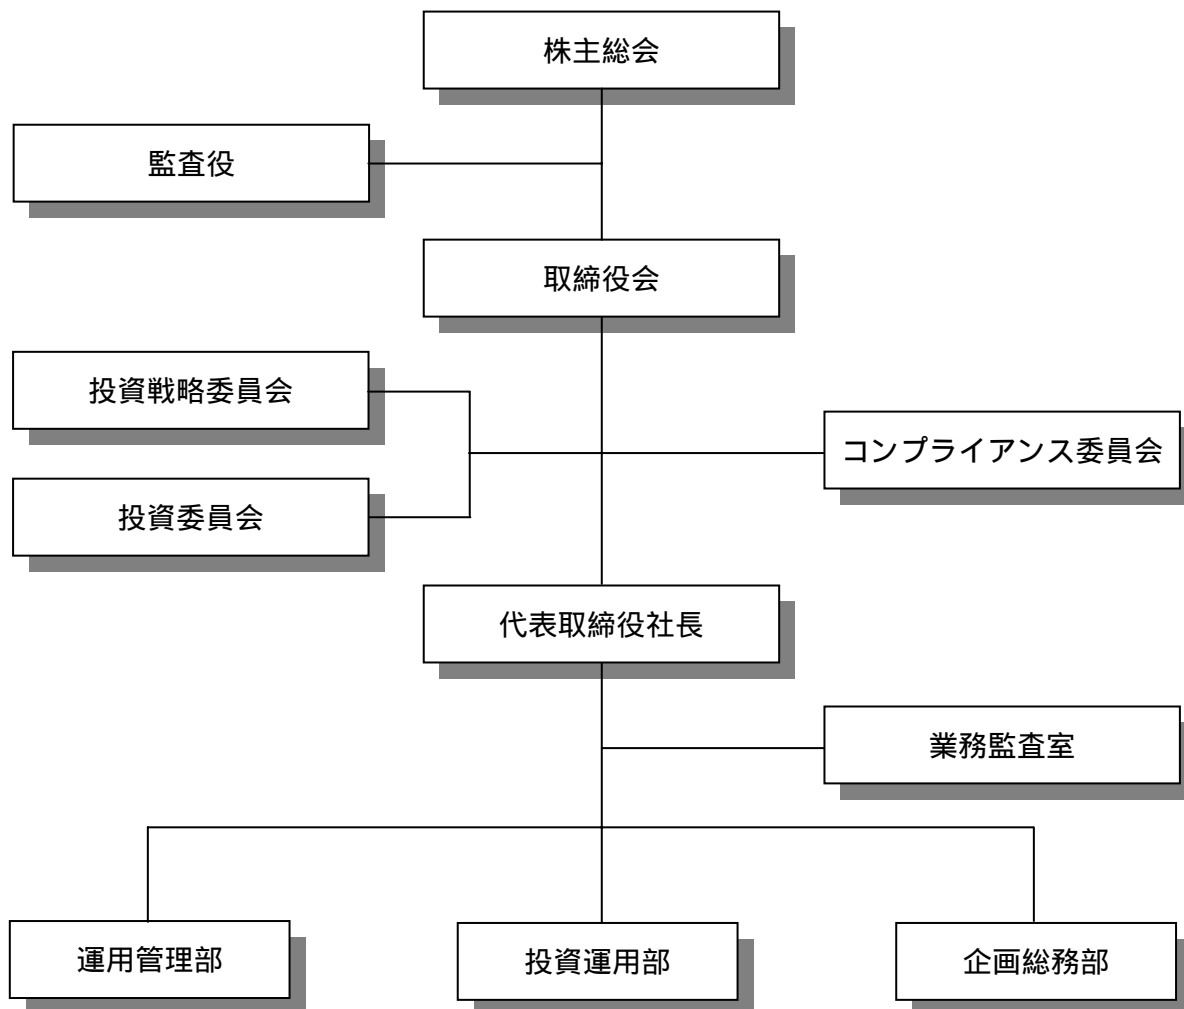 株主総会
監査役
取締役会
投資戦略委員会
コンプライアンス委員会
投資委員会
代表取締役社長
業務監査室
運用管理部
投資運用部
企画総務部